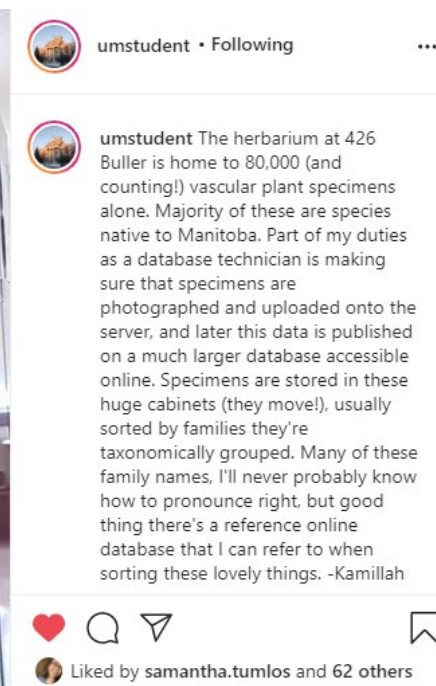 umstudent • Following
umstudent The herbarium at 426
Buller is home to 80,000 (and
counting!) vascular plant specimens
alone. Majority of these are species
native to Manitoba. Part of my duties
as a database technician is making
sure that specimens are
photographed and uploaded onto the
server, and later this data is published
on a much larger database accessible
online. Specimens are stored in these
huge cabinets (they move!), usually
sorted by families they're
taxonomically grouped. Many of these
family names, I'll never probably know
how to pronounce right, but good
thing there's a reference online
database that I can refer to when
sorting these lovely things. -Kamillah
Liked by samantha.tumlos and 62 others